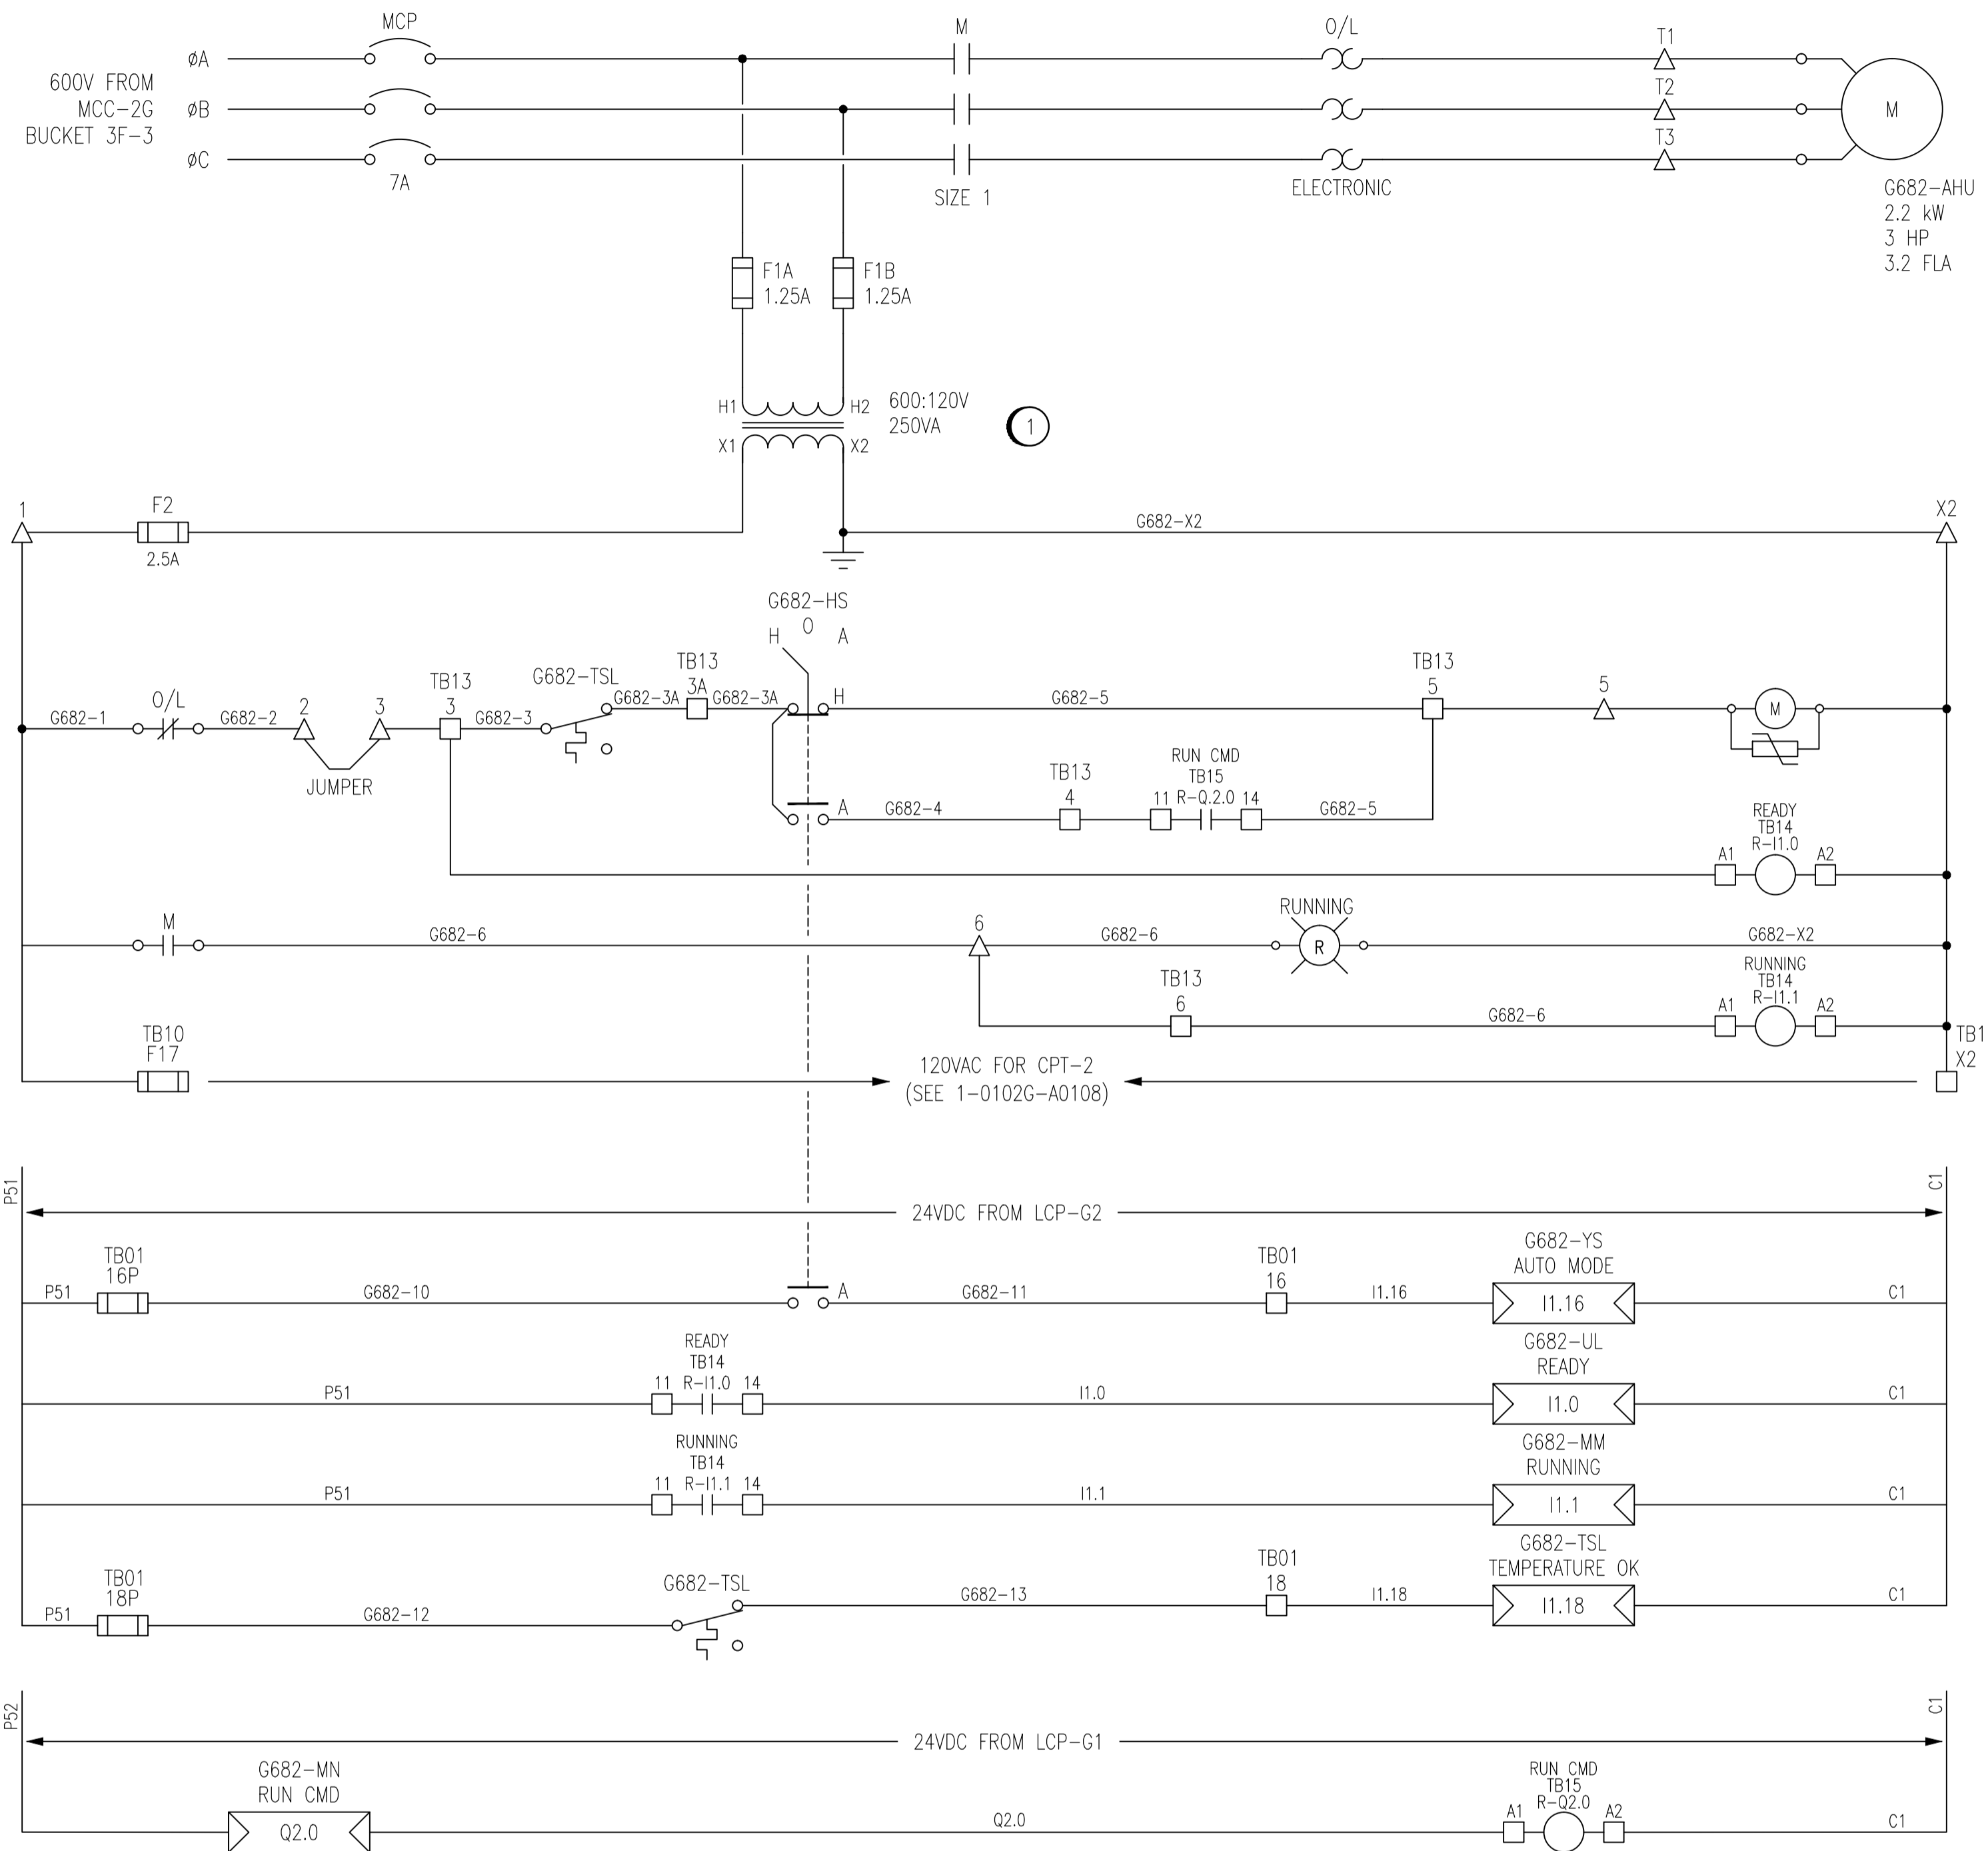 MCP
M
O/L
T1
600V FROM
MCC-2G
BUCKET 3F-3
øA
øB
øC
T2
T3
M
7A
SIZE 1
ELECTRONIC
G682-AHU
2.2 kW
3 HP
3.2 FLA
F1A
1.25A
F1B
1.25A
H1
H2
600:120V
250VA
X1
X2
1
1
F2
2.5A
G682-X2
X2
G682-HS
H O A
G682-1
O/L
G682-2
2
3
JUMPER
TB13
3
G682-3
G682-TSL
G682-3A
TB13
3A
G682-3A
H
G682-5
TB13
5
5
M
A
G682-4
TB13
4
RUN CMD
TB15
11 R-Q.2.0 14
G682-5
READY
TB14
R-I1.0
A1 A2
M
G682-6
6
G682-6
RUNNING
R
G682-X2
TB13
6
G682-6
RUNNING
TB14
R-I1.1
A1 A2
TB10
F17
120VAC FOR CPT-2
(SEE 1-0102G-A0108)
TB1
X2
P51
24VDC FROM LCP-G2
C1
P51
TB01
16P
G682-10
A
G682-11
TB01
16
I1.16
G682-YS
AUTO MODE
I1.16
C1
P51
READY
TB14
11 R-I1.0 14
I1.0
G682-UL
READY
I1.0
C1
P51
RUNNING
TB14
11 R-I1.1 14
I1.1
G682-MM
RUNNING
I1.1
C1
P51
TB01
18P
G682-12
G682-TSL
G682-13
TB01
18
I1.18
G682-TSL
TEMPERATURE OK
I1.18
C1
P52
24VDC FROM LCP-G1
C1
G682-MN
RUN CMD
Q2.0
Q2.0
RUN CMD
TB15
R-Q2.0
A1 A2
C1